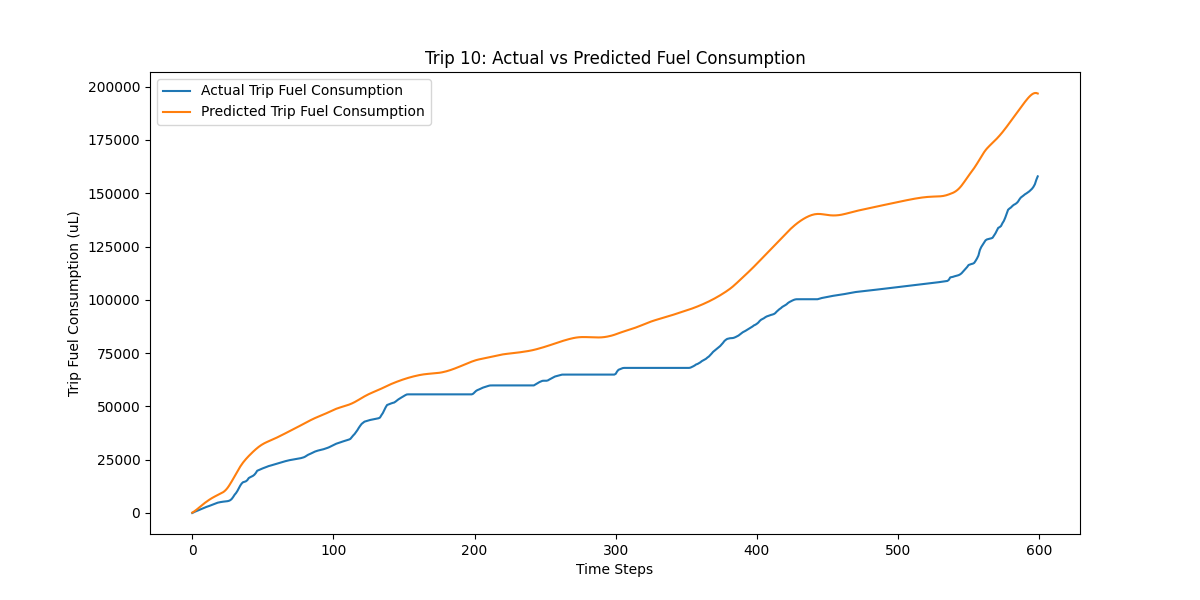 Trip 10: Actual vs Predicted Fuel Consumption
Actual Trip Fuel Consumption
Predicted Trip Fuel Consumption
Trip Fuel Consumption (uL)
200000
175000
150000
125000
100000
75000
50000
25000
0
0 100 200 300 400 500 600
Time Steps